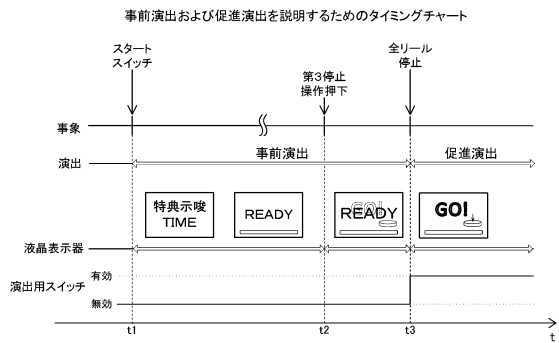 事前演出および促進演出を説明するためのタイミングチャート
スタート
スイッチ
第3停止
操作押下
全リール
停止
事象
演出
事前演出
促進演出
特典示唆
TIME
READY
GO!
READY
GO!
液晶表示器
演出用スイッチ
有効
無効
t1
t2
t3
t